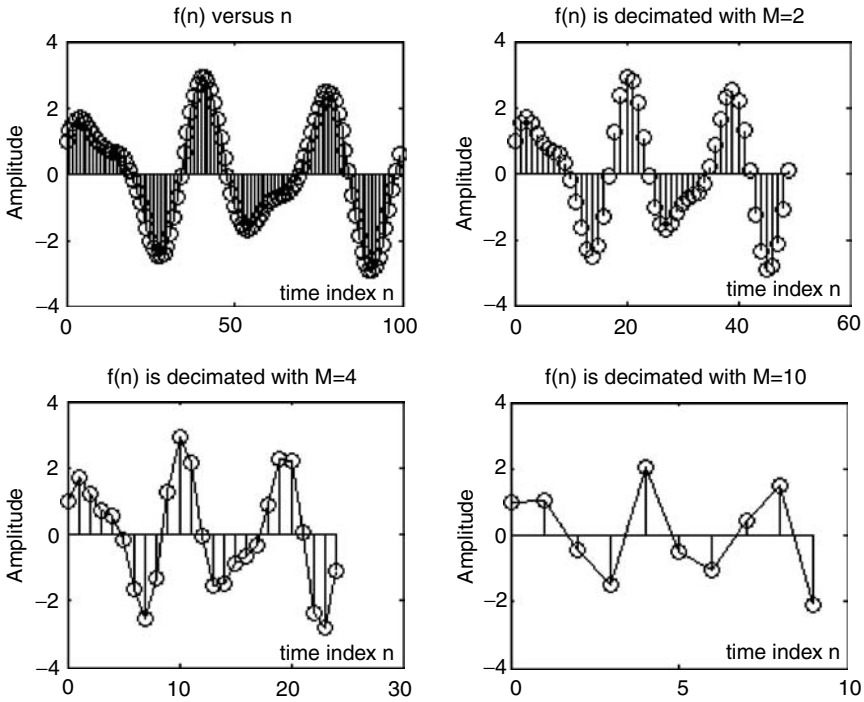 f(n) versus n
4
2
0
−2
−4
Amplitude
time index n
0
50
100
f(n) is decimated with M=2
4
2
0
−2
−4
Amplitude
time index n
0
20
40
60
f(n) is decimated with M=4
4
2
0
−2
−4
Amplitude
time index n
0
10
20
30
f(n) is decimated with M=10
4
2
0
−2
−4
Amplitude
time index n
0
5
10